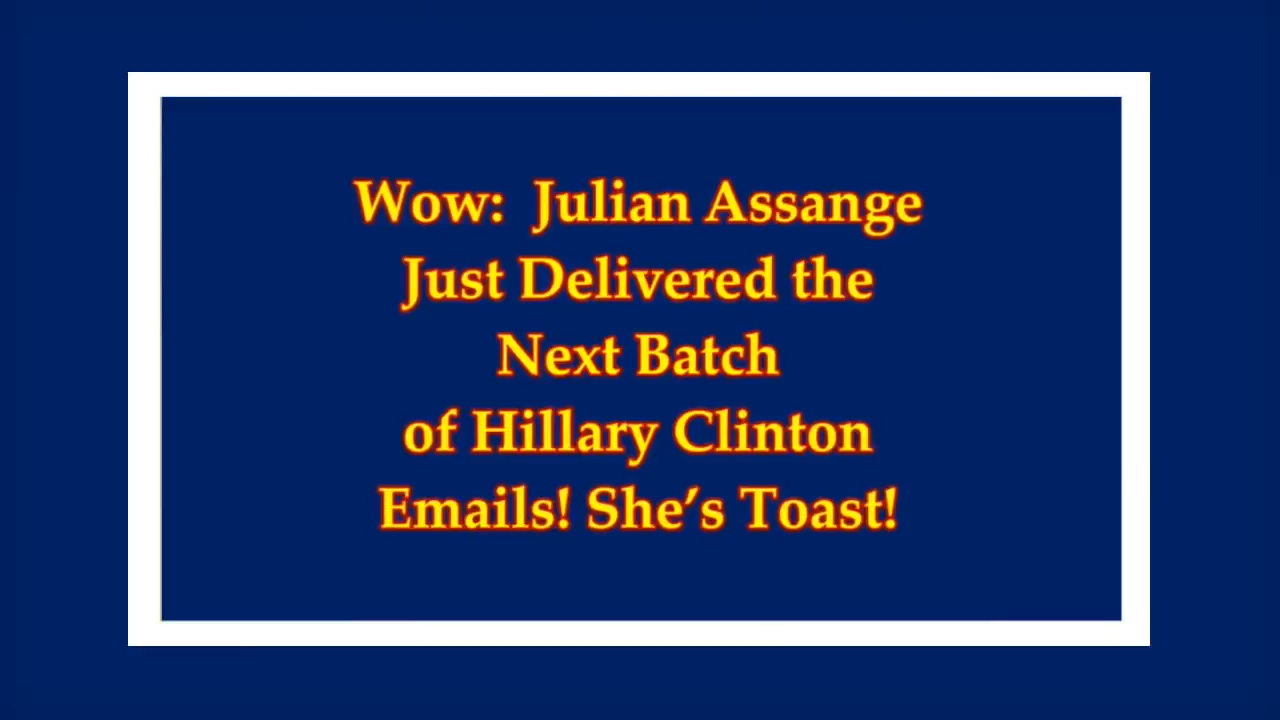 Wow:  Julian Assange
Just Delivered the
Next Batch
of Hillary Clinton
Emails! She’s Toast!